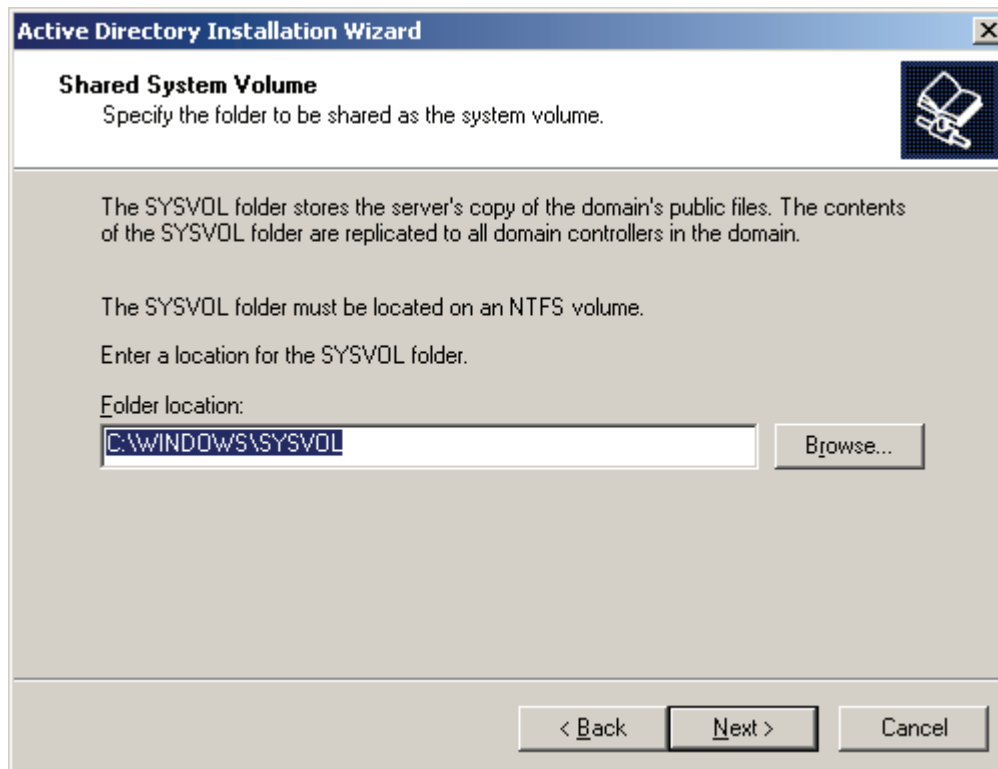 Active Directory Installation Wizard
Shared System Volume
Specify the folder to be shared as the system volume.
The SYSVOL folder stores the server's copy of the domain's public files. The contents
of the SYSVOL folder are replicated to all domain controllers in the domain.
The SYSVOL folder must be located on an NTFS volume.
Enter a location for the SYSVOL folder.
Folder location:
C:\WINDOWS\SYSVOL
Browse...
< Back
Next >
Cancel